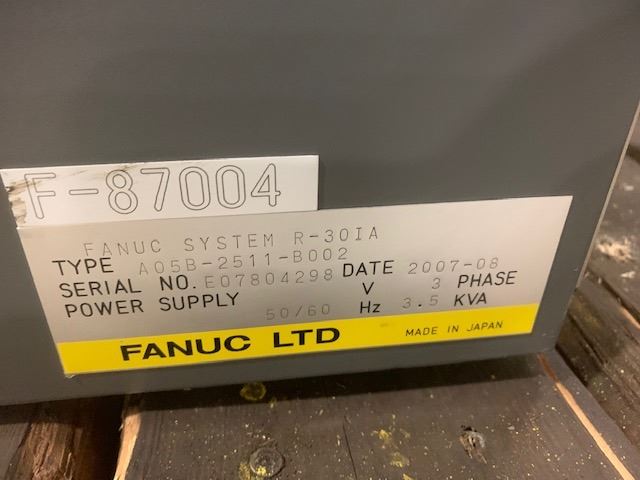 F-87004
FANUC SYSTEM R-30IA
TYPE A05B-2511-B002
SERIAL NO. E07804298 DATE 2007-08
POWER SUPPLY V 3 PHASE
50/60 Hz 3.5 KVA
FANUC LTD MADE IN JAPAN